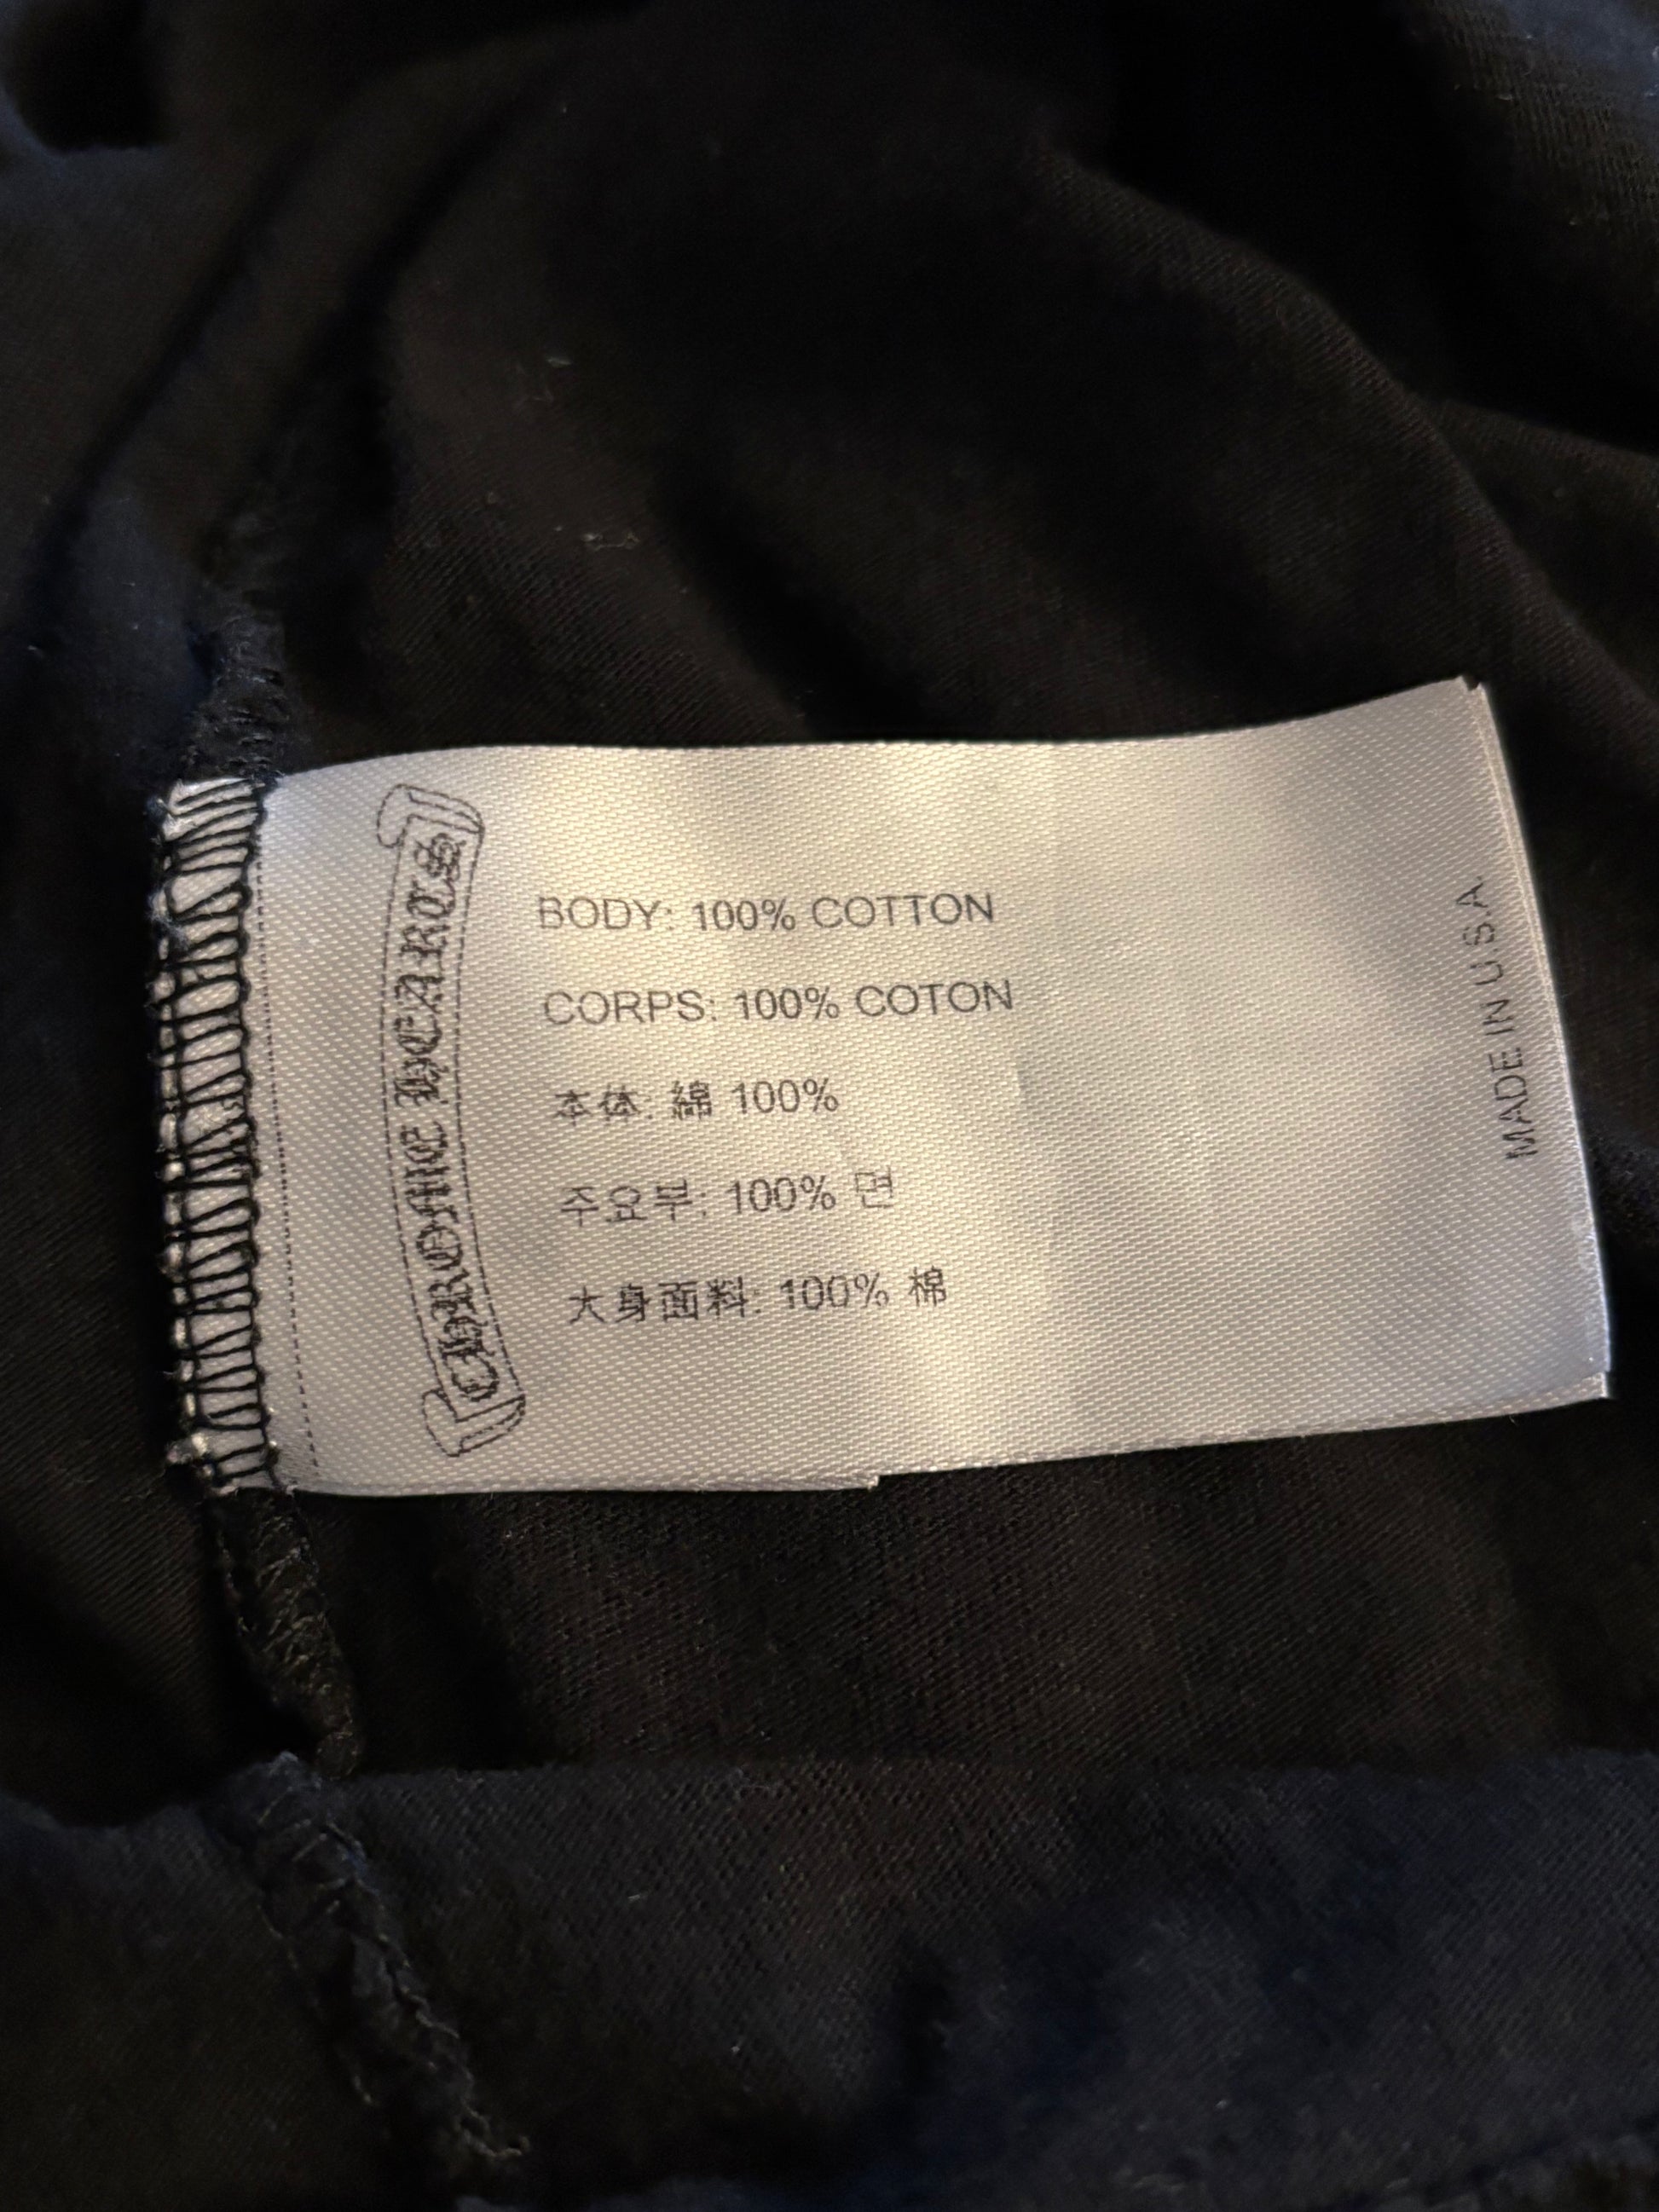 CHROME HEARTS
BODY: 100% COTTON
CORPS: 100% COTON
本体: 綿 100%
주요부: 100% 면
大身面料: 100% 棉
MADE IN U.S.A.